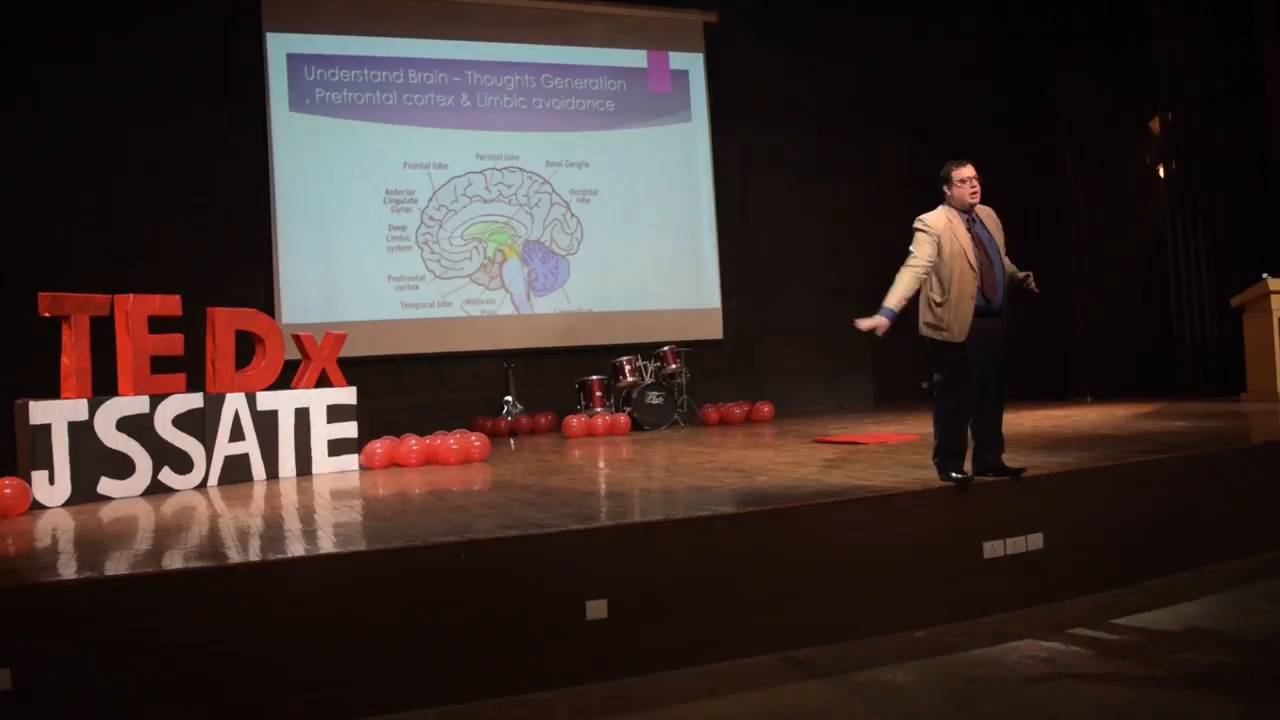 Understand Brain – Thoughts Generation
, Prefrontal cortex & Limbic avoidance
Parietal lobe
Frontal lobe
Basal Ganglia
Anterior
Cingulate
Gyrus
Occipital
lobe
Deep
Limbic
system
Prefrontal
cortex
Temporal lobe
Midbrain
TEDx
JSSATE